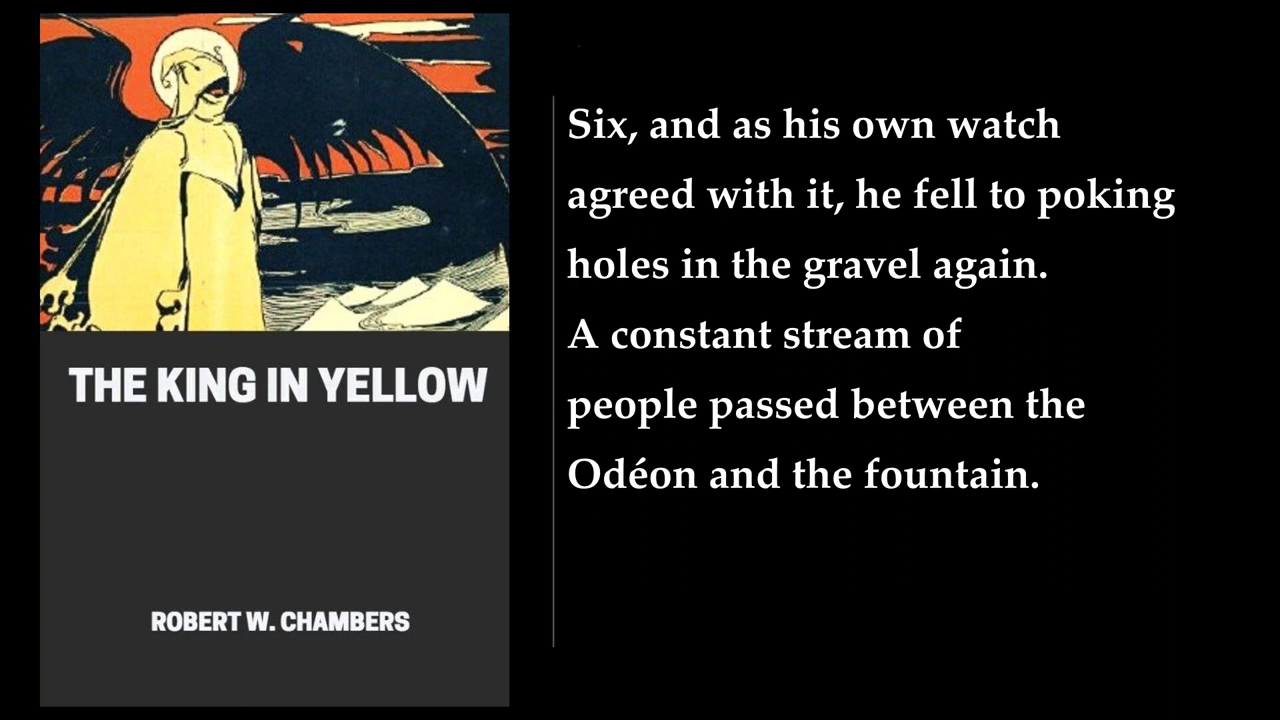 THE KING IN YELLOW
ROBERT W. CHAMBERS
Six, and as his own watch
agreed with it, he fell to poking
holes in the gravel again.
A constant stream of
people passed between the
Odéon and the fountain.